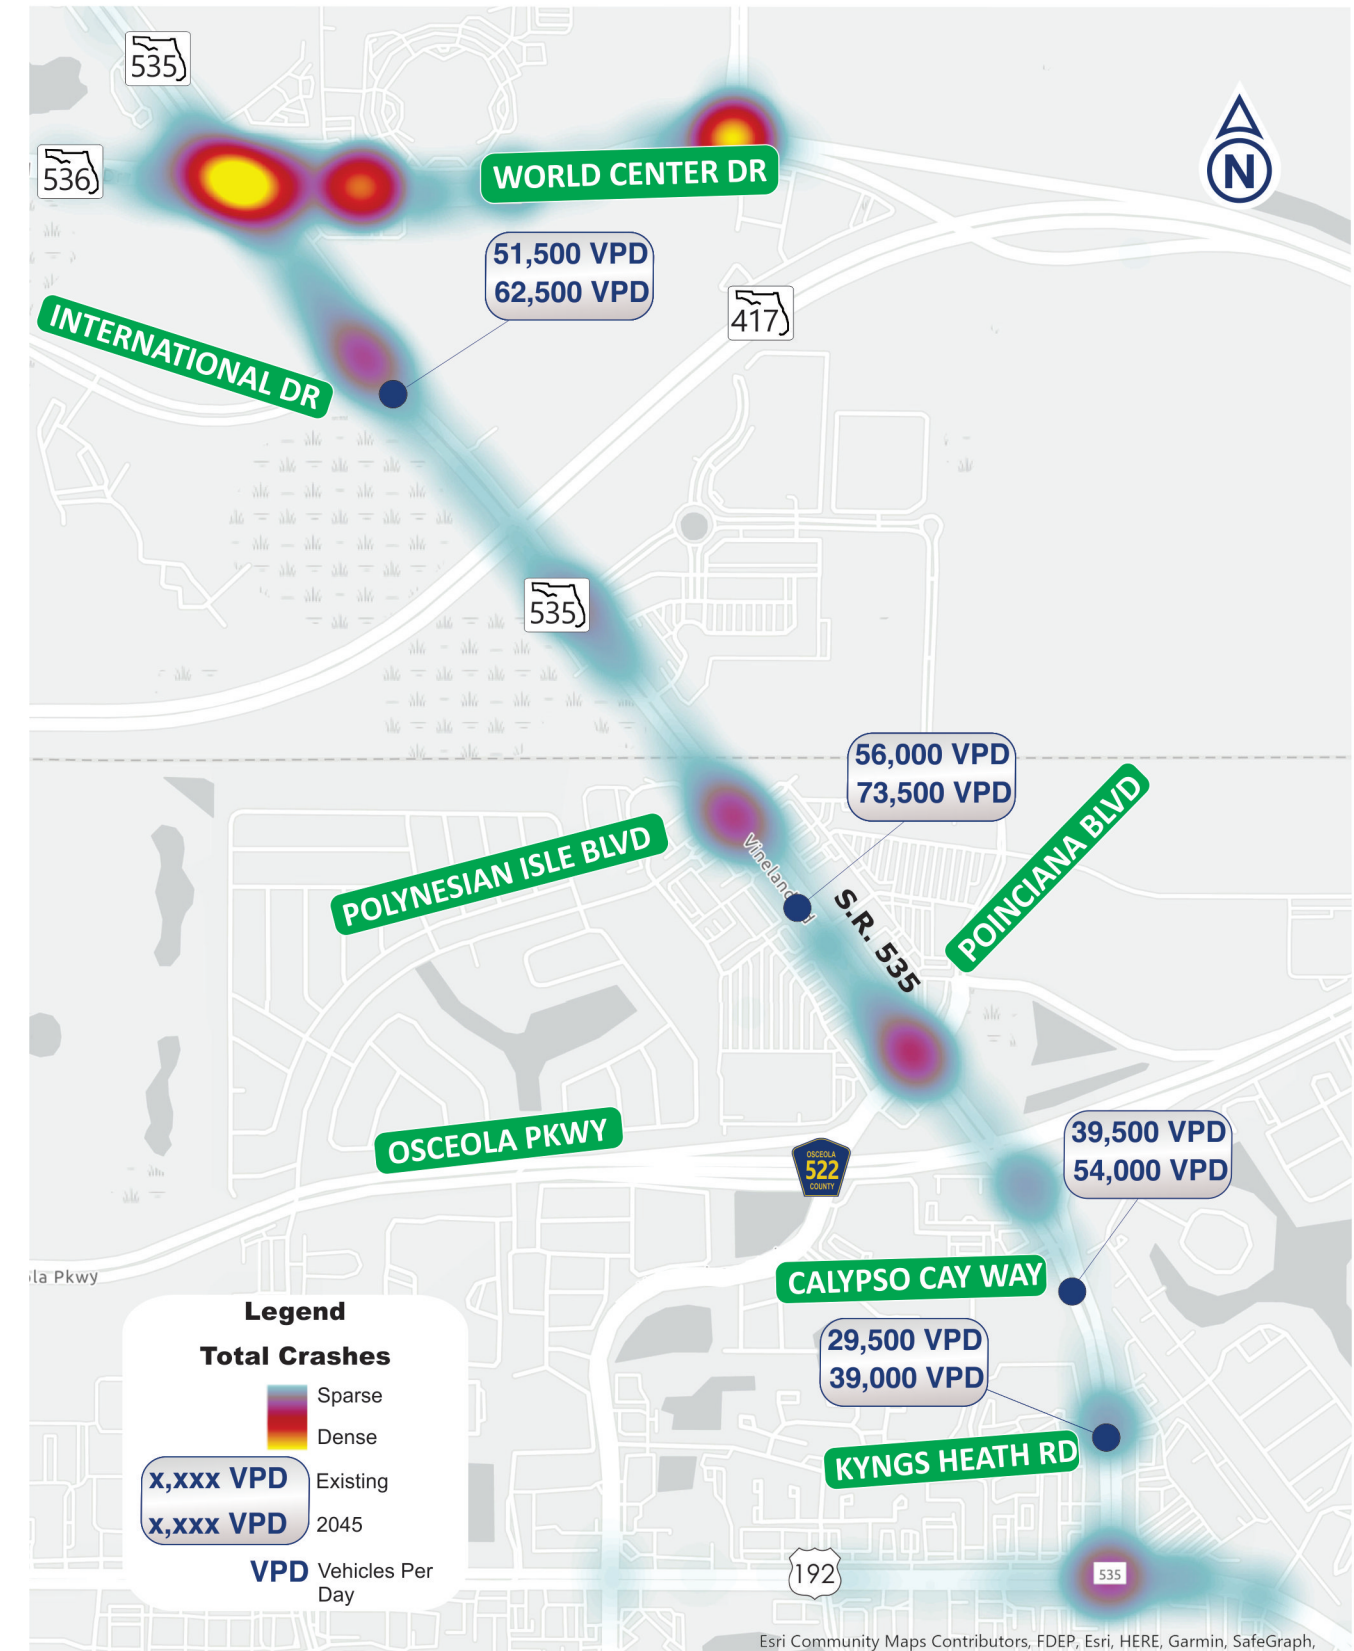 535
536
WORLD CENTER DR
N
51,500 VPD
62,500 VPD
417
INTERNATIONAL DR
535
56,000 VPD
73,500 VPD
POINCIANA BLVD
POLYNESIAN ISLE BLVD
S.R. 535
OSCEOLA PKWY
OSCEOLA
522
COUNTY
39,500 VPD
54,000 VPD
la Pkwy
CALYPSO CAY WAY
29,500 VPD
39,000 VPD
KYNGS HEATH RD
Legend
Total Crashes
Sparse
Dense
x,xxx VPD Existing
x,xxx VPD 2045
VPD Vehicles Per
Day
192
535
Esri Community Maps Contributors, FDEP, Esri, HERE, Garmin, SafeGraph,